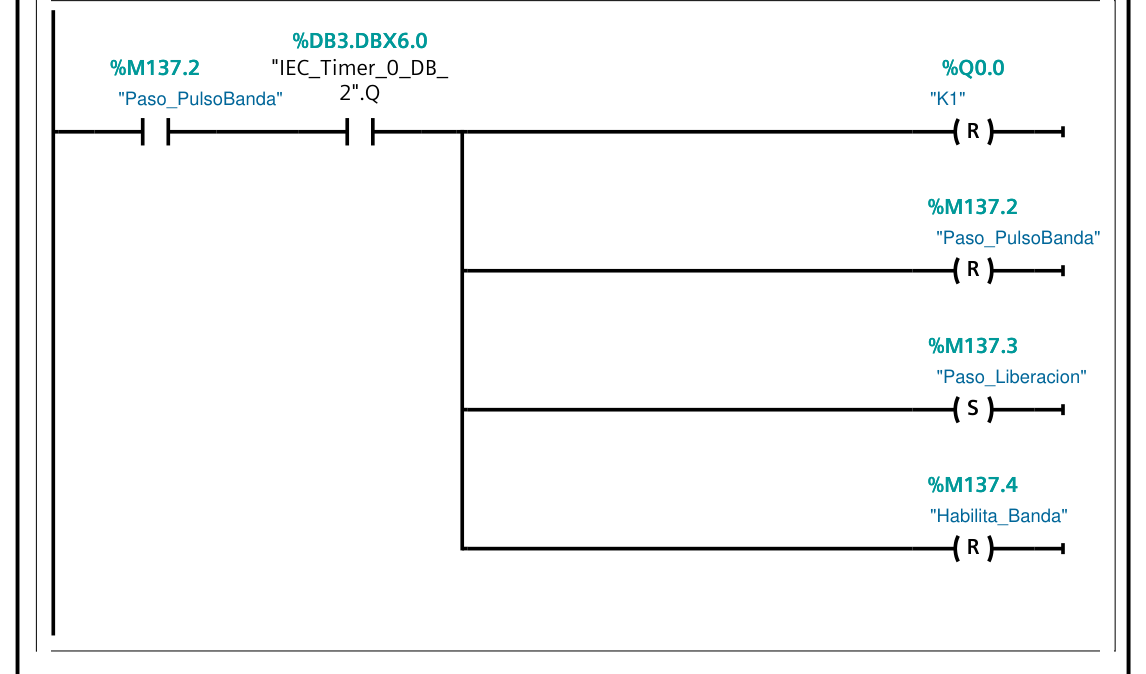 %DB3.DBX6.0
%M137.2
"IEC_Timer_0_DB_
%Q0.0
"Paso_PulsoBanda"
2".Q
"K1"
R
%M137.2
"Paso_PulsoBanda"
R
%M137.3
"Paso_Liberacion"
S
%M137.4
"Habilita_Banda"
R